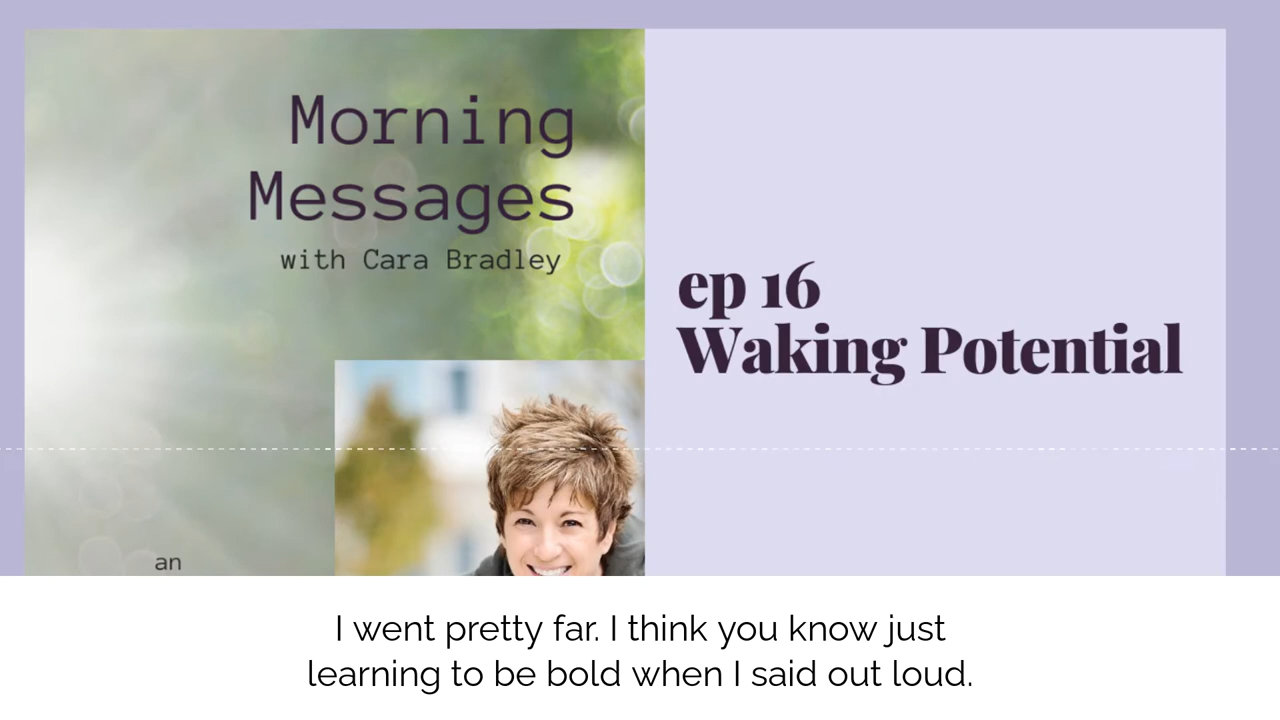 Morning
Messages
with Cara Bradley
an
ep 16
Waking Potential
I went pretty far. I think you know just
learning to be bold when I said out loud.